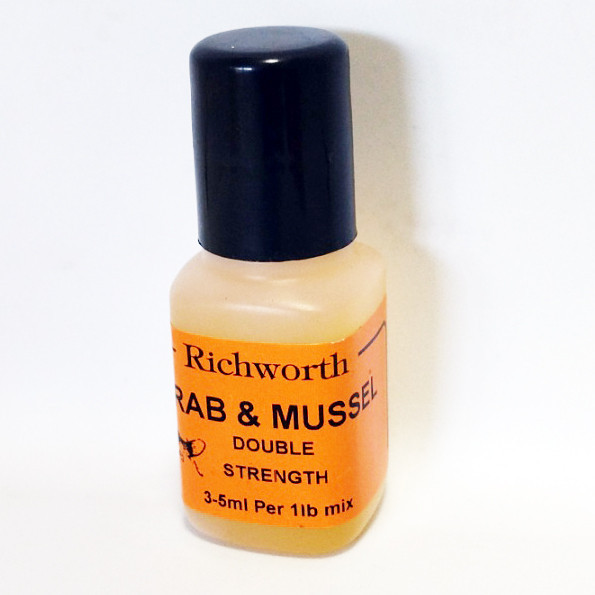 Richworth
RAB & MUSSEL
DOUBLE
STRENGTH
3-5ml Per 1lb mix